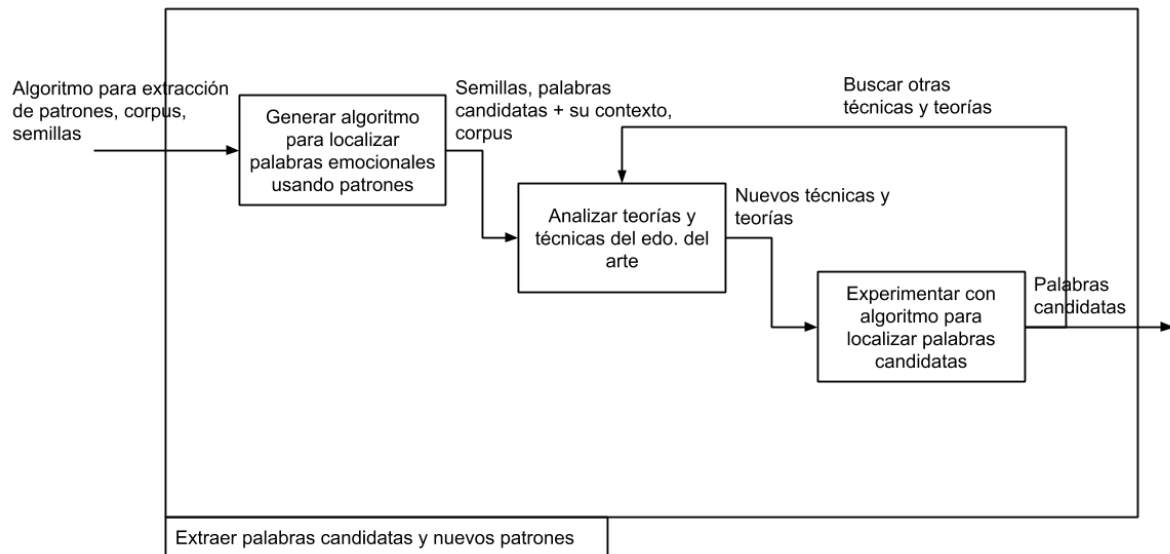 Algoritmo para extracción
de patrones, corpus,
semillas
Generar algoritmo
para localizar
palabras emocionales
usando patrones
Semillas, palabras
candidatas + su contexto,
corpus
Buscar otras
técnicas y teorías
Analizar teorías y
técnicas del edo. del
arte
Nuevos técnicas y
teorías
Experimentar con
algoritmo para
localizar palabras
candidatas
Palabras
candidatas
Extraer palabras candidatas y nuevos patrones